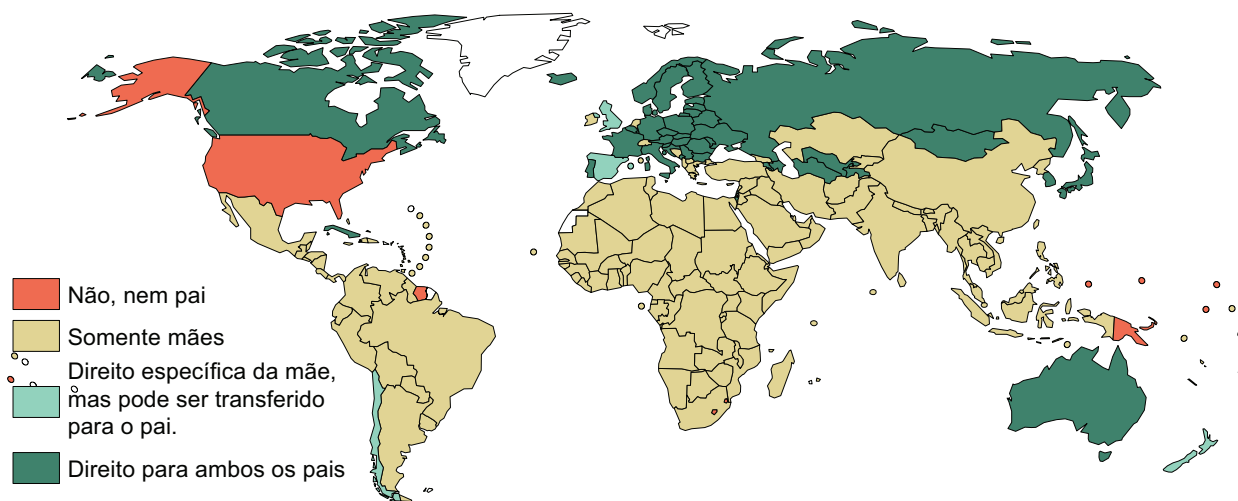 Não, nem pai
Somente mães
Direito específica da mãe,
mas pode ser transferido
para o pai.
Direito para ambos os pais